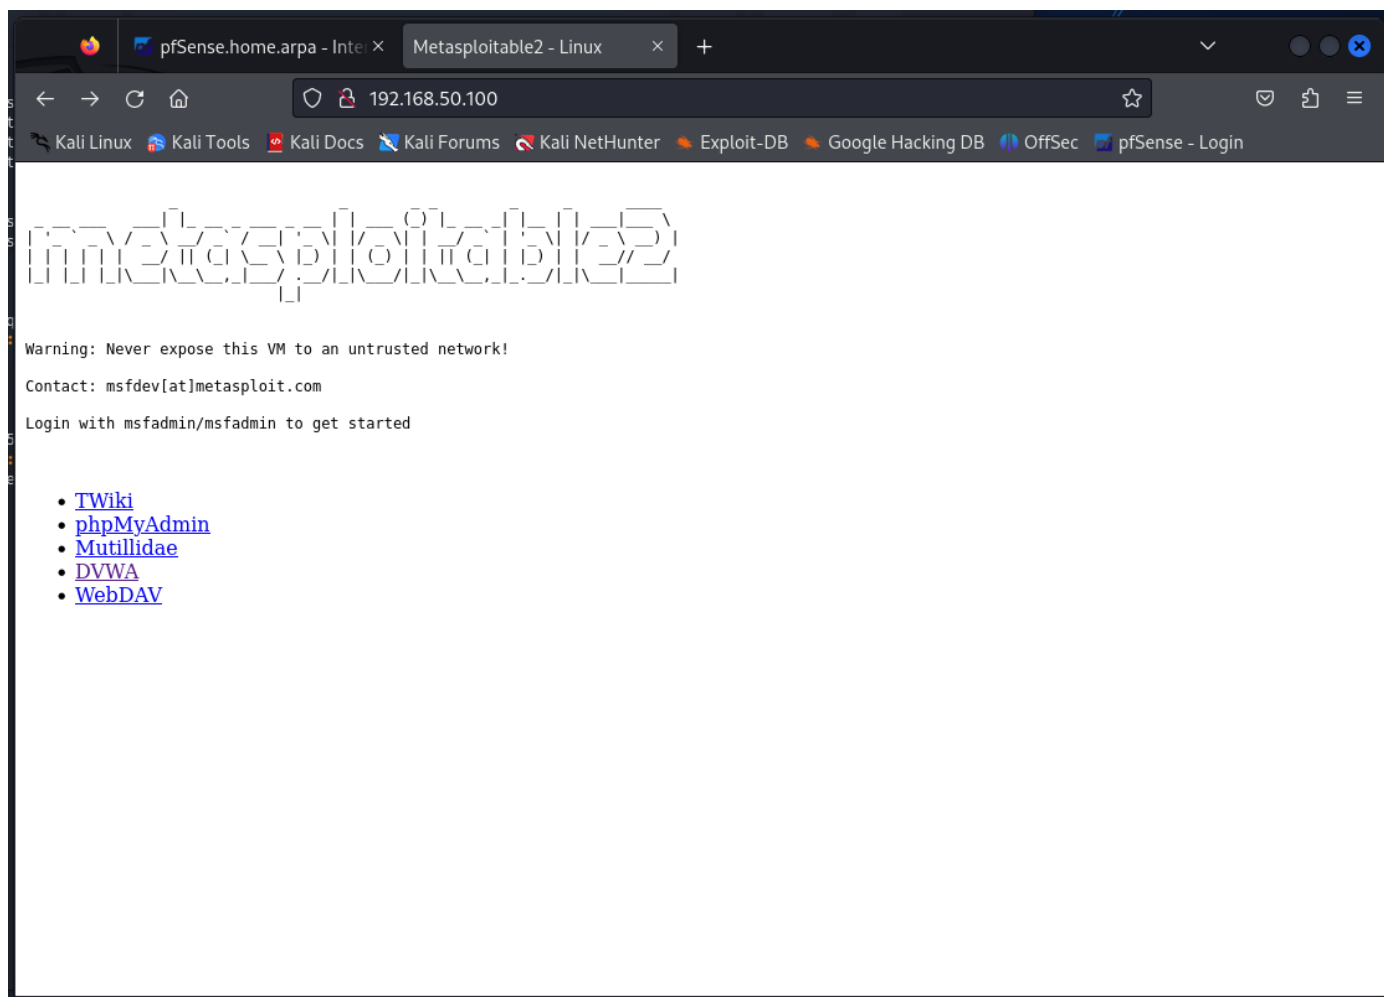 pfSense.home.arpa - Inte
Metasploitable2 - Linux
192.168.50.100
Kali Linux Kali Tools Kali Docs Kali Forums Kali NetHunter Exploit-DB Google Hacking DB OffSec pfSense - Login
metasploitable2
Warning: Never expose this VM to an untrusted network!
Contact: msfdev[at]metasploit.com
Login with msfadmin/msfadmin to get started
TWiki
phpMyAdmin
Mutillidae
DVWA
WebDAV